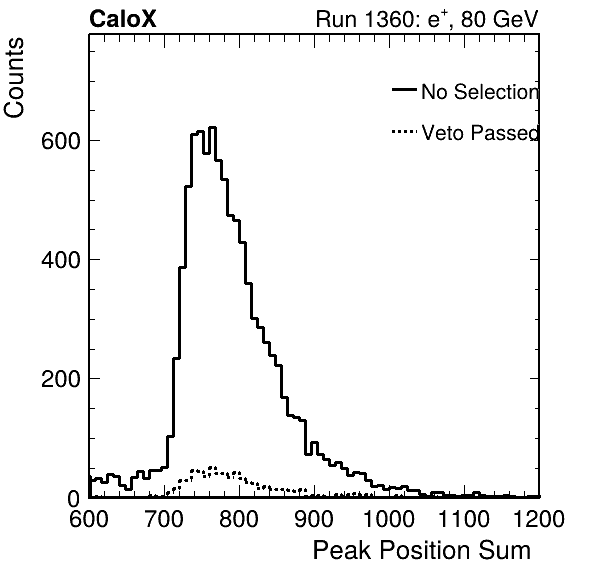 CaloX Run 1360: e⁺, 80 GeV
Counts
No Selection
Veto Passed
600
400
200
0
600 700 800 900 1000 1100 1200
Peak Position Sum